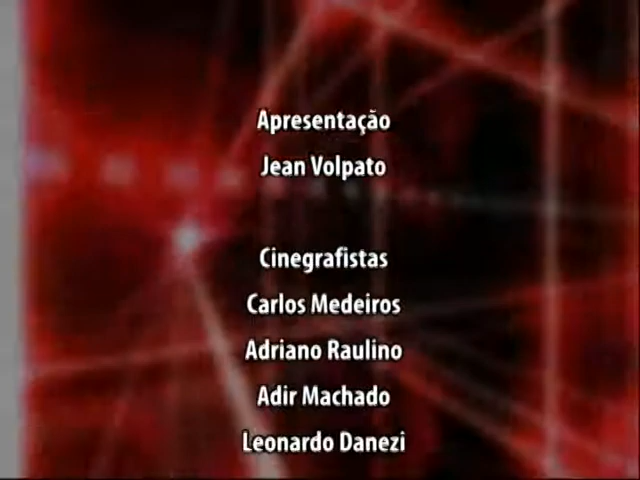 Apresentação
Jean Volpato
Cinegrafistas
Carlos Medeiros
Adriano Raulino
Adir Machado
Leonardo Danezi